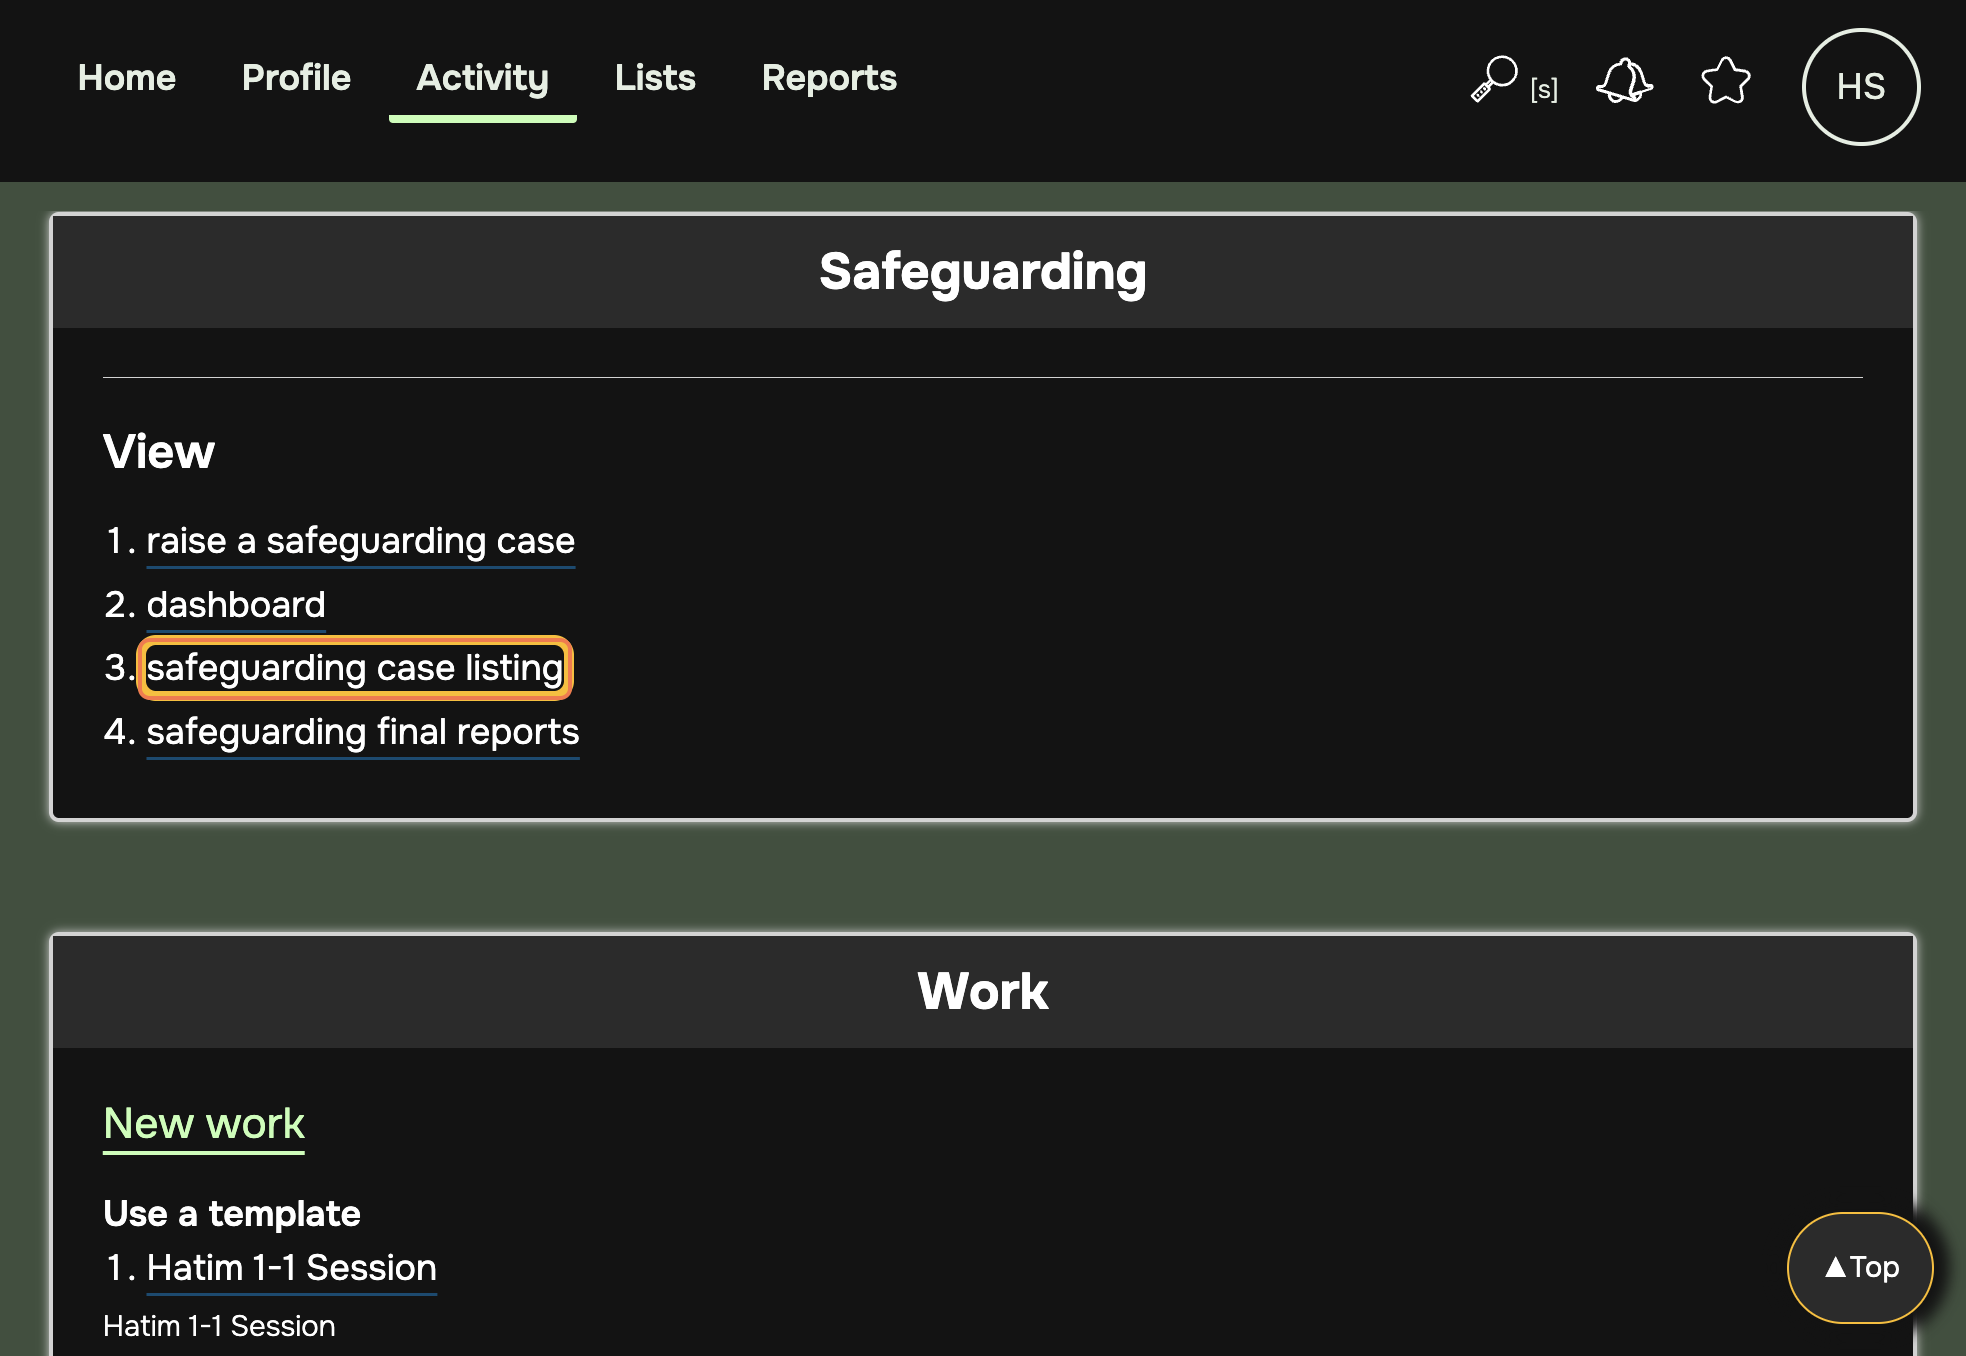 Home Profile Activity Lists Reports [s] HS
Safeguarding
View
1. raise a safeguarding case
2. dashboard
3. safeguarding case listing
4. safeguarding final reports
Work
New work
Use a template
1. Hatim 1-1 Session
Hatim 1-1 Session
▲Top